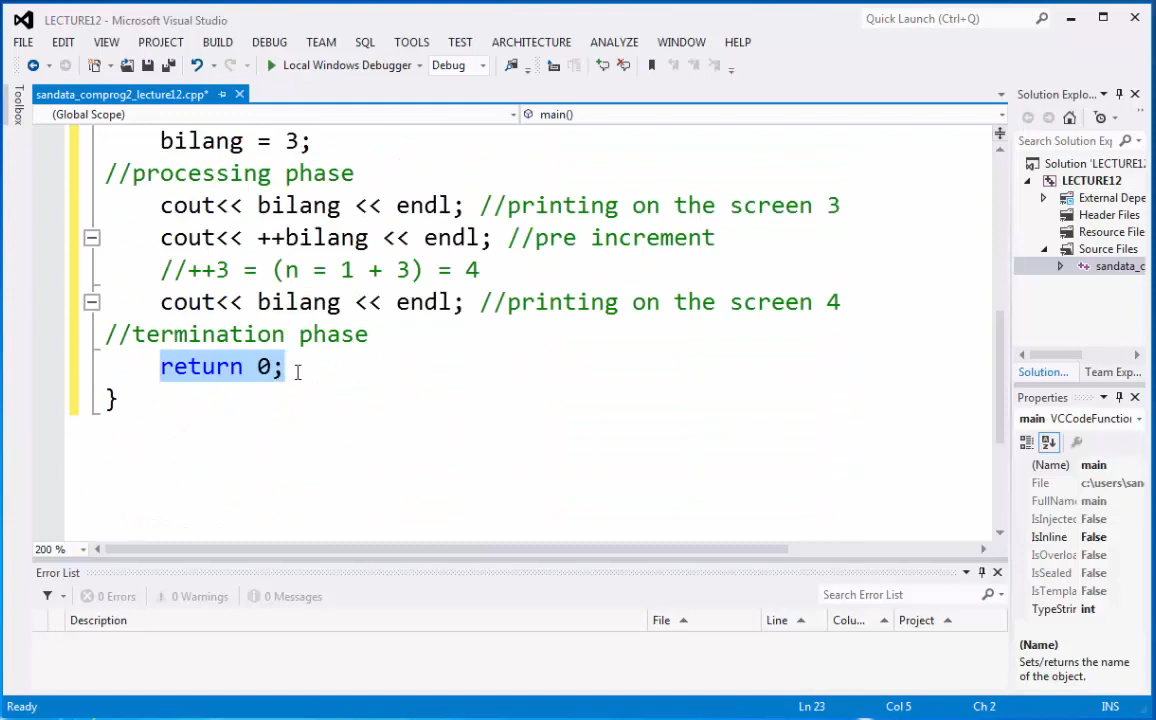 LECTURE12 - Microsoft Visual Studio
Quick Launch (Ctrl+Q)
FILE EDIT VIEW PROJECT BUILD DEBUG TEAM SQL TOOLS TEST ARCHITECTURE ANALYZE WINDOW HELP
Local Windows Debugger Debug
Toolbox
sandata_comprog2_lecture12.cpp*
(Global Scope) main()
bilang = 3;
//processing phase
cout<< bilang << endl; //printing on the screen 3
cout<< ++bilang << endl; //pre increment
//++3 = (n = 1 + 3) = 4
cout<< bilang << endl; //printing on the screen 4
//termination phase
return 0;
}
200 %
Error List
0 Errors 0 Warnings 0 Messages
Search Error List
Description File Line Colu... Project
Solution Explo...
Search Solution Exp
Solution 'LECTURE12
LECTURE12
External Depe
Header Files
Resource File
Source Files
sandata_c
Solution... Team Exp...
Properties
main VCCodeFunction
(Name) main
File c:\users\san
FullName main
IsInjected False
IsInline False
IsOverloa False
IsSealed False
IsTempla False
TypeStrin int
(Name)
Sets/returns the name
of the object.
Ready Ln 23 Col 5 Ch 2 INS